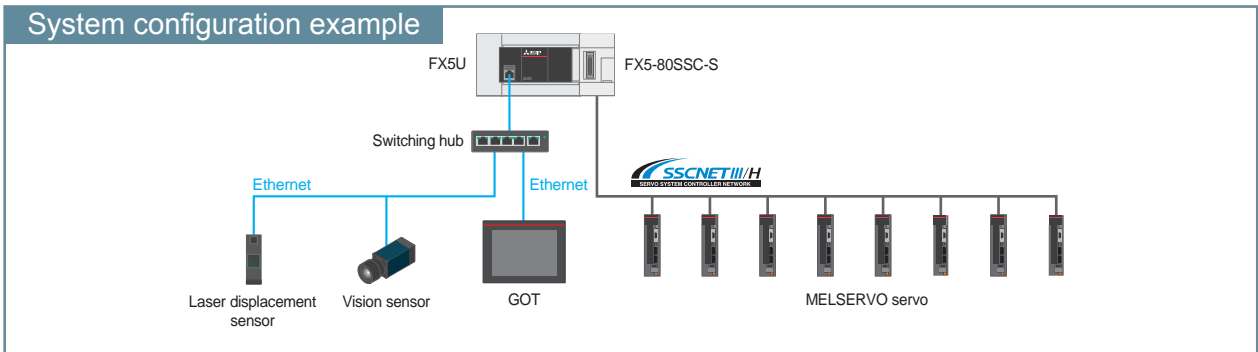 System configuration example
FX5U
FX5-80SSC-S
Switching hub
Ethernet
Ethernet
SSCNETIII/H
SERVO SYSTEM CONTROLLER NETWORK
Laser displacement
sensor
Vision sensor
GOT
MELSERVO servo